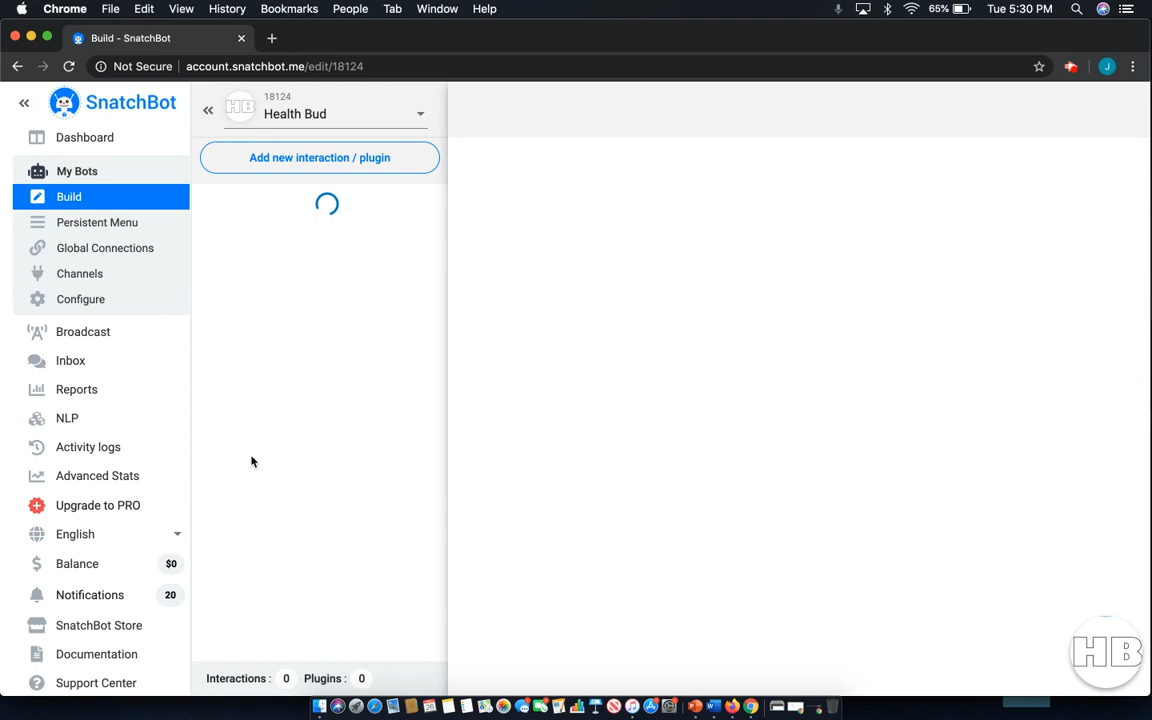 Chrome File Edit View History Bookmarks People Tab Window Help 65% Tue 5:30 PM
Build - SnatchBot
Not Secure account.snatchbot.me/edit/18124 J
SnatchBot
Dashboard
My Bots
Build
Persistent Menu
Global Connections
Channels
Configure
Broadcast
Inbox
Reports
NLP
Activity logs
Advanced Stats
Upgrade to PRO
English
Balance $0
Notifications 20
SnatchBot Store
Documentation
Support Center
HB
18124
Health Bud
Add new interaction / plugin
Interactions : 0 Plugins : 0
HB
D